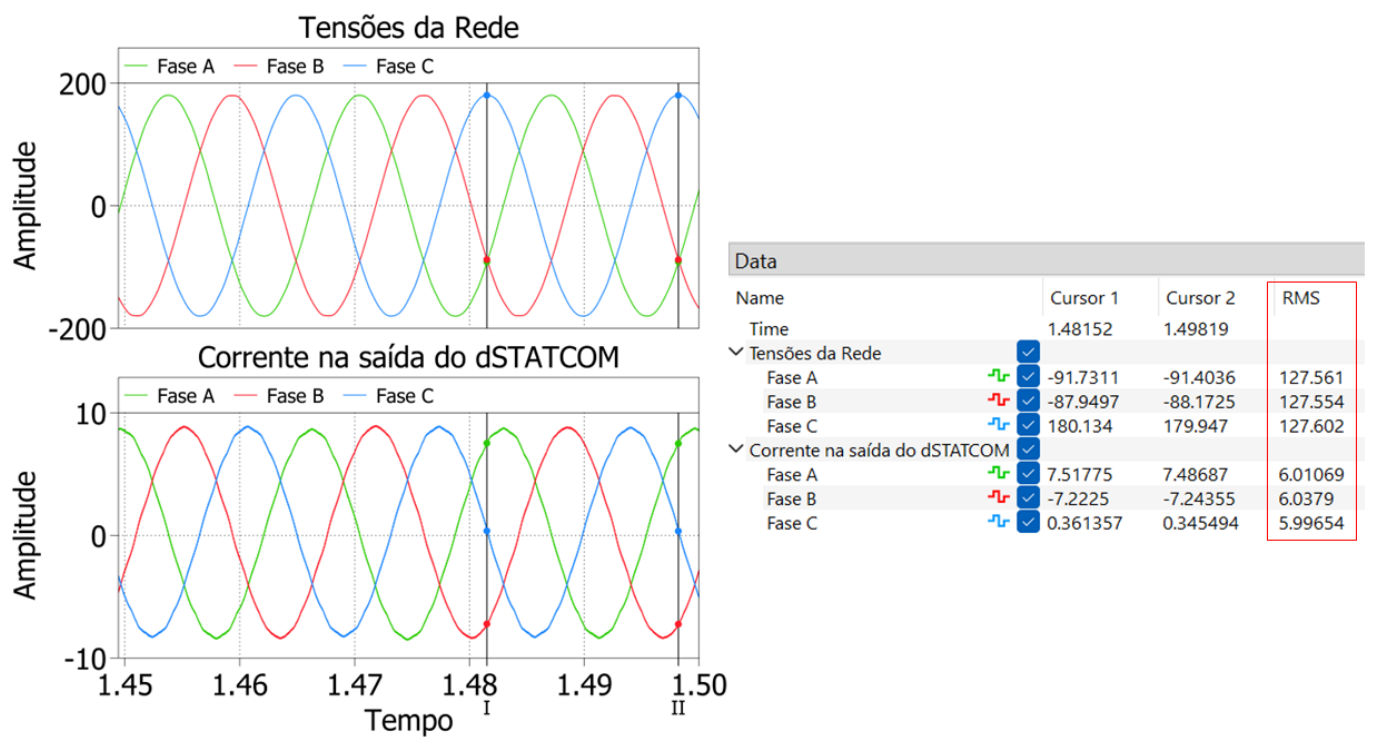 Tensões da Rede
Fase A Fase B Fase C
200
0
-200
Amplitude
Corrente na saída do dSTATCOM
Fase A Fase B Fase C
10
0
-10
Amplitude
1.45 1.46 1.47 1.48 1.49 1.50
I II
Tempo
Data
Name Cursor 1 Cursor 2 RMS
Time 1.48152 1.49819
Tensões da Rede
Fase A -91.7311 -91.4036 127.561
Fase B -87.9497 -88.1725 127.554
Fase C 180.134 179.947 127.602
Corrente na saída do dSTATCOM
Fase A 7.51775 7.48687 6.01069
Fase B -7.2225 -7.24355 6.0379
Fase C 0.361357 0.345494 5.99654